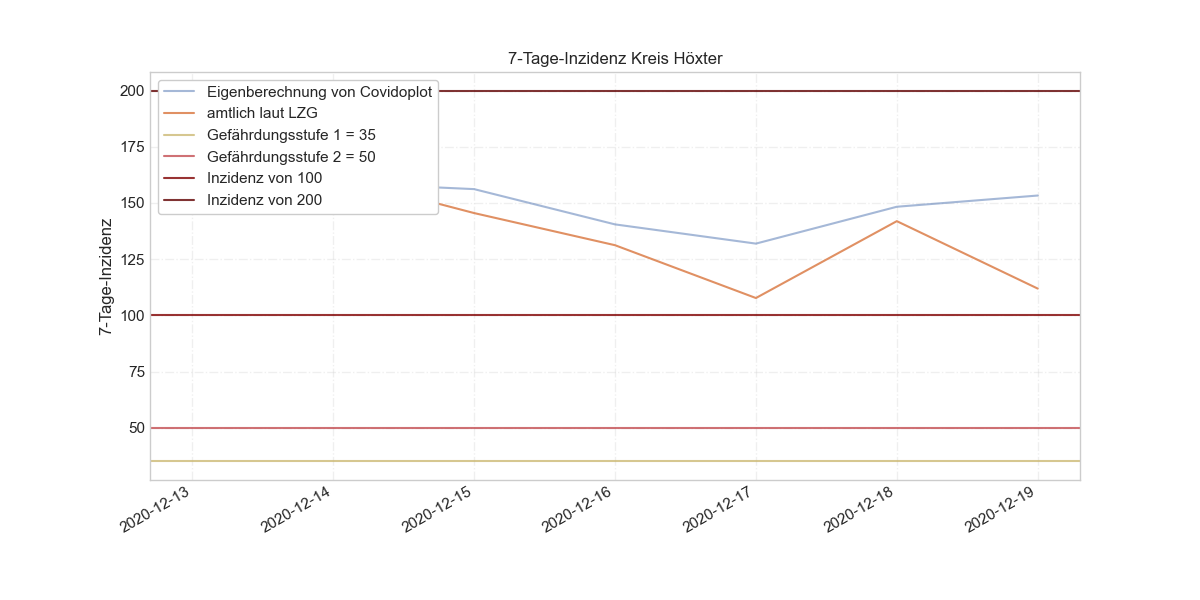 7-Tage-Inzidenz Kreis Höxter
Eigenberechnung von Covidoplot
amtlich laut LZG
Gefährdungsstufe 1 = 35
Gefährdungsstufe 2 = 50
Inzidenz von 100
Inzidenz von 200
7-Tage-Inzidenz
200
175
150
125
100
75
50
2020-12-13
2020-12-14
2020-12-15
2020-12-16
2020-12-17
2020-12-18
2020-12-19